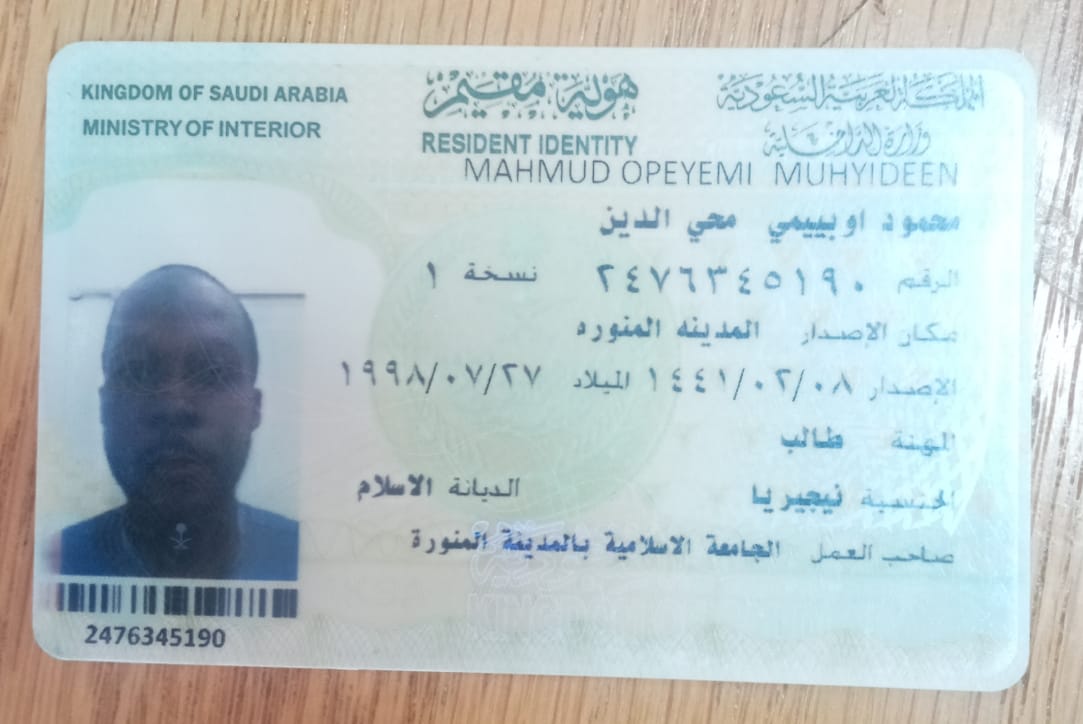 KINGDOM OF SAUDI ARABIA
MINISTRY OF INTERIOR
هوية مقيم
RESIDENT IDENTITY
المملكة العربية السعودية
وزارة الداخلية
MAHMUD OPEYEMI MUHYIDEEN
محمود اوبييمي محي الدين
الرقم ٢٤٧٦٣٤٥١٩٠ نسخة ١
مكان الإصدار المدينه المنوره
الإصدار ١٤٤١/٠٢/٠٨ الميلاد ١٩٩٨/٠٧/٢٧
المهنة طالب
الجنسية نيجيريا الديانة الاسلام
صاحب العمل الجامعة الاسلامية بالمدينة المنورة
2476345190